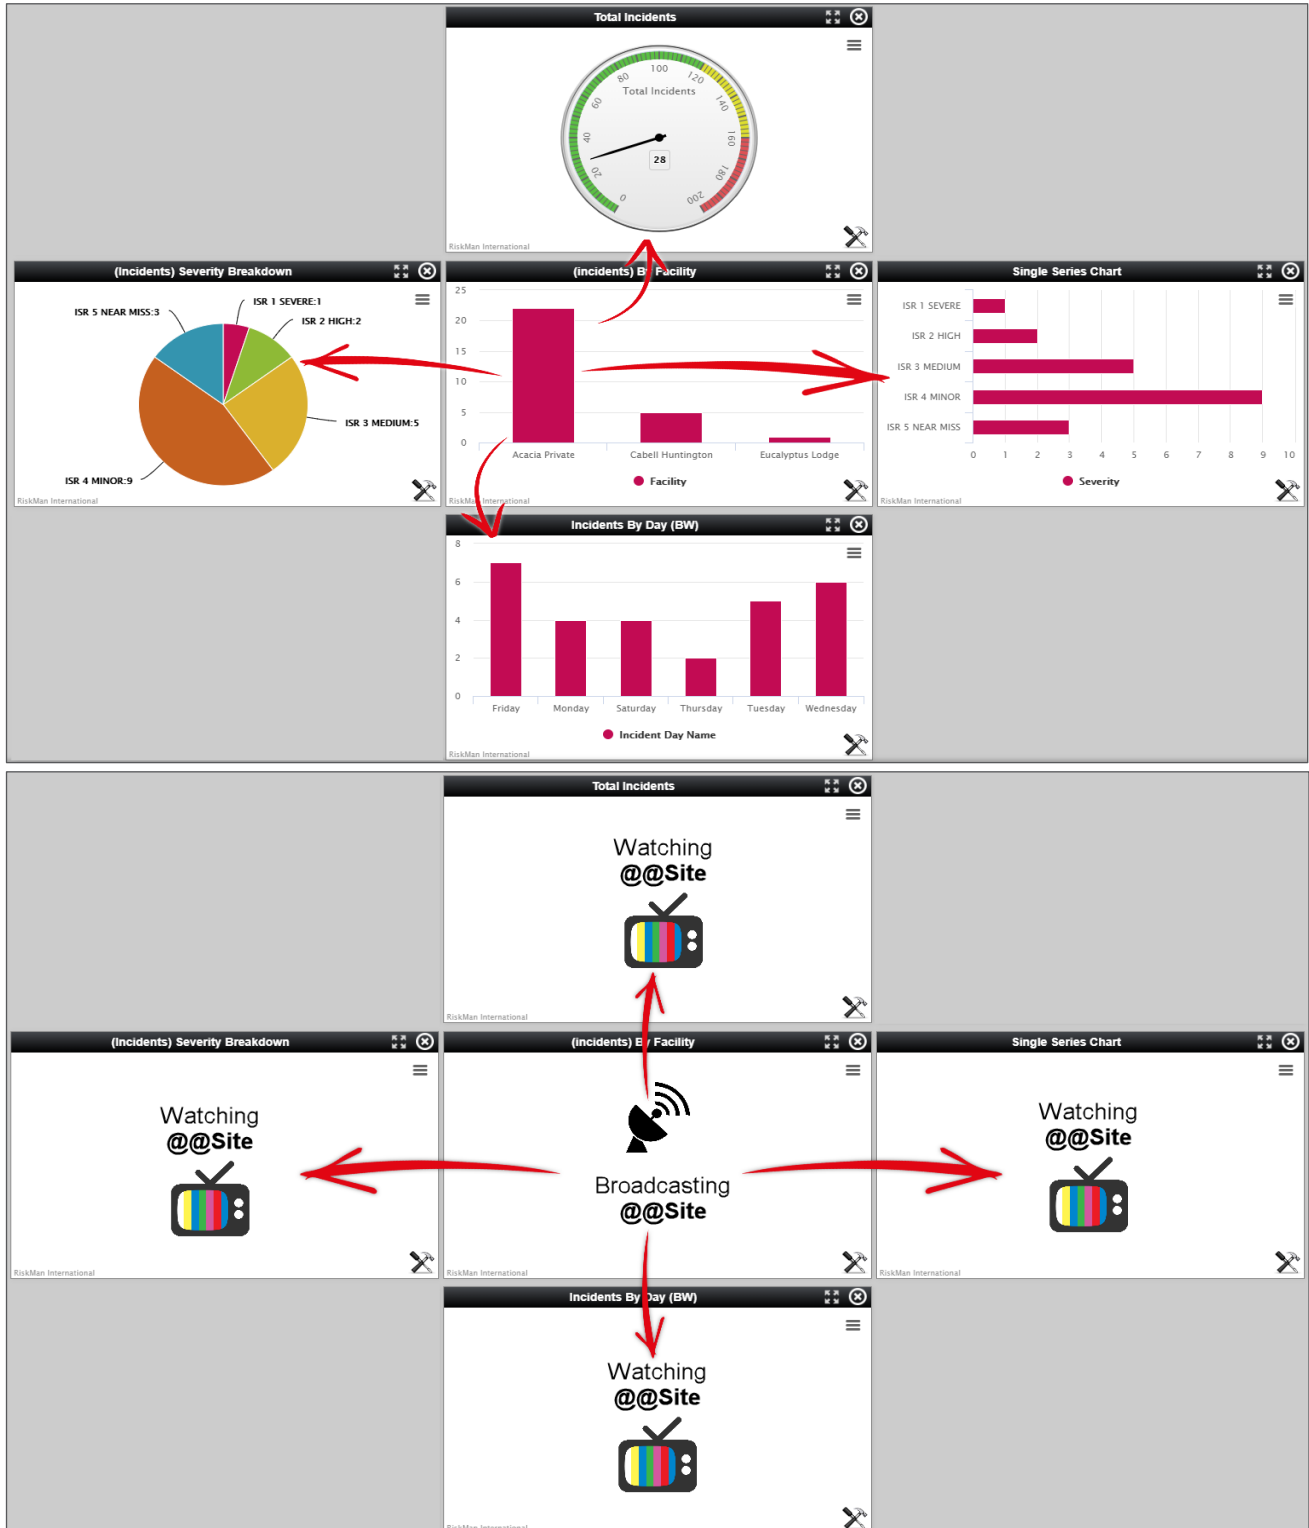 Total Incidents
0
20
40
60
80
100
120
140
160
180
200
Total Incidents
28
RiskMan International
(Incidents) Severity Breakdown
ISR 1 SEVERE:1
ISR 2 HIGH:2
ISR 3 MEDIUM:5
ISR 4 MINOR:9
ISR 5 NEAR MISS:3
RiskMan International
(incidents) By Facility
25
20
15
10
5
0
Acacia Private
Cabell Huntington
Eucalyptus Lodge
Facility
RiskMan International
Single Series Chart
ISR 1 SEVERE
ISR 2 HIGH
ISR 3 MEDIUM
ISR 4 MINOR
ISR 5 NEAR MISS
0 1 2 3 4 5 6 7 8 9 10
Severity
RiskMan International
Incidents By Day (BW)
8
6
4
2
0
Friday Monday Saturday Thursday Tuesday Wednesday
Incident Day Name
RiskMan International
Total Incidents
Watching
@@Site
RiskMan International
(Incidents) Severity Breakdown
Watching
@@Site
RiskMan International
(incidents) By Facility
Broadcasting
@@Site
RiskMan International
Single Series Chart
Watching
@@Site
RiskMan International
Incidents By Day (BW)
Watching
@@Site
RiskMan International